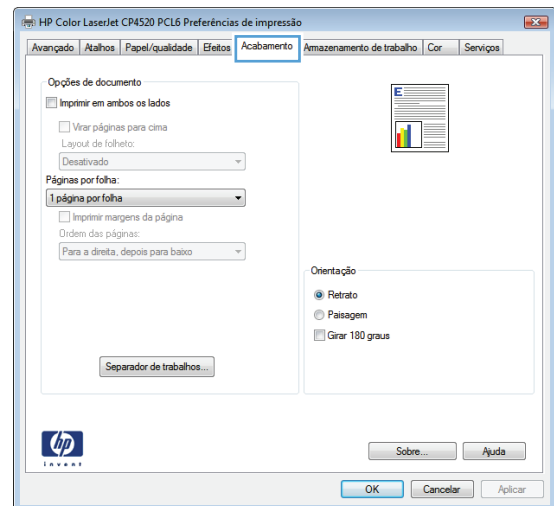 HP Color LaserJet CP4520 PCL6 Preferências de impressão
Avançado Atalhos Papel/qualidade Efeitos Acabamento Armazenamento de trabalho Cor Serviços
Opções de documento
Imprimir em ambos os lados
Virar páginas para cima
Layout de folheto:
Desativado
Páginas por folha:
1 página por folha
Imprimir margens da página
Ordem das páginas:
Para a direita, depois para baixo
Separador de trabalhos...
E
Orientação
Retrato
Paisagem
Girar 180 graus
hp
invent
Sobre... Ajuda
OK Cancelar Aplicar